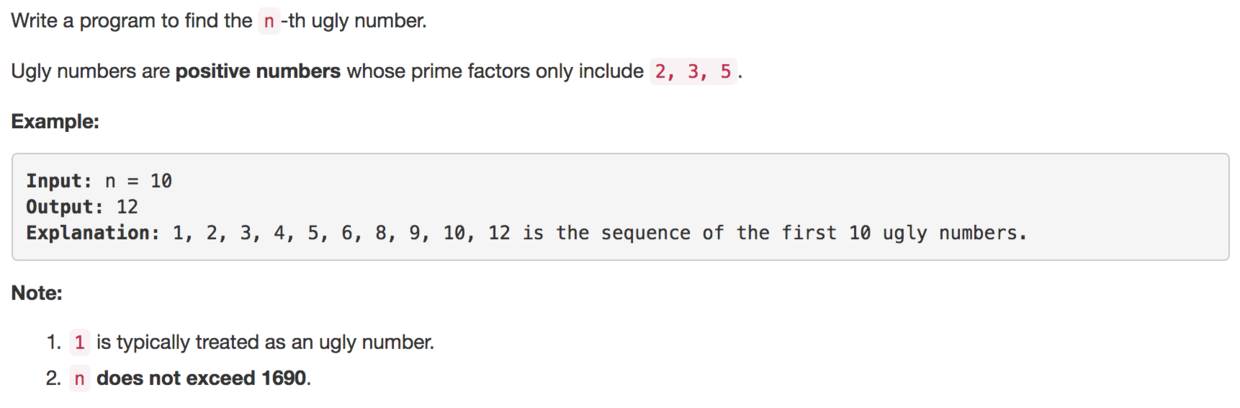 Write a program to find the n -th ugly number.
Ugly numbers are positive numbers whose prime factors only include 2, 3, 5 .
Example:
Input: n = 10
Output: 12
Explanation: 1, 2, 3, 4, 5, 6, 8, 9, 10, 12 is the sequence of the first 10 ugly numbers.
Note:
1. 1 is typically treated as an ugly number.
2. n does not exceed 1690.